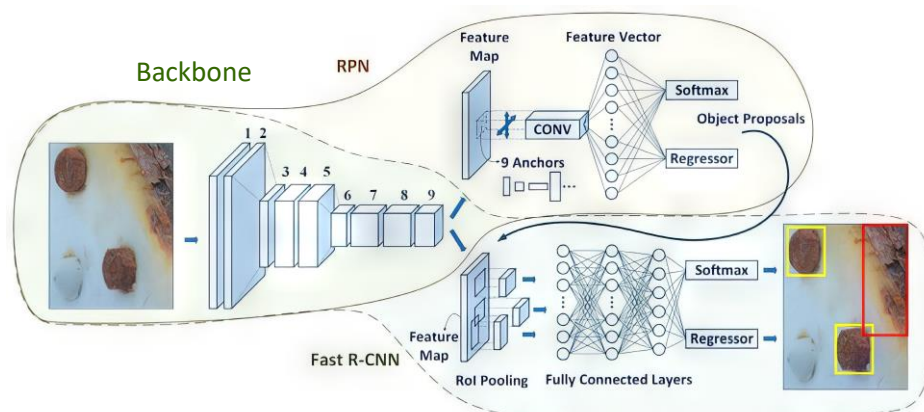 Backbone
RPN
Feature
Map
Feature Vector
Softmax
CONV
Object Proposals
Regressor
9 Anchors
1 2
3 4 5
6 7 8 9
Softmax
Regressor
Feature
Map
Fast R-CNN
RoI Pooling
Fully Connected Layers